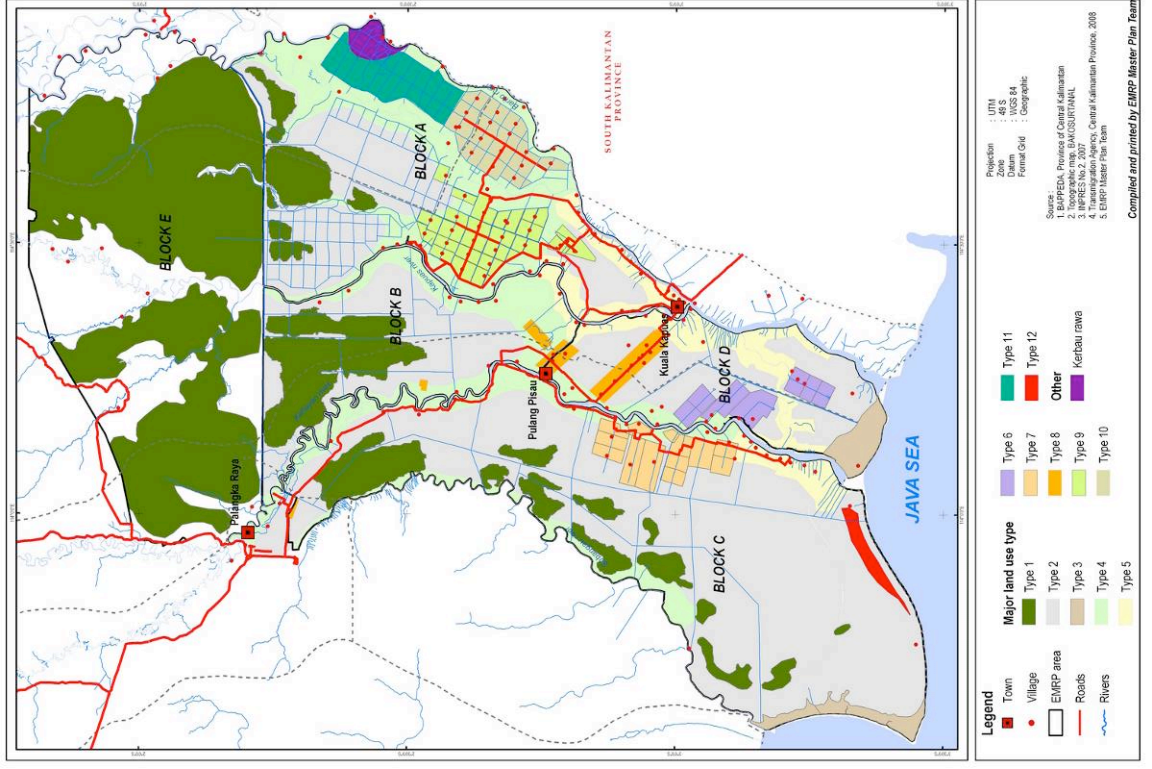 BLOCK E
BLOCK A
BLOCK B
BLOCK D
BLOCK C
SOUTH KALIMANTAN
PROVINCE
Palangka Raya
Pulang Pisau
Kuala Kapuas
Kapuas river
JAVA SEA
Legend
Town
Village
EMRP area
Roads
Rivers
Major land use type
Type 1
Type 2
Type 3
Type 4
Type 5
Type 6
Type 7
Type 8
Type 9
Type 10
Type 11
Type 12
Other
Kerbau rawa
Projection : UTM
Zone : 49 S
Datum : WGS 84
Format Grid : Geographic
Source :
1. BAPPEDA, Province of Central Kalimantan
2. Topographic map, BAKOSURTANAL
3. INPRES No.2, 2007
4. Transmigration Agency, Central Kalimantan Province, 2008
5. EMRP Master Plan Team
Compiled and printed by EMRP Master Plan Team